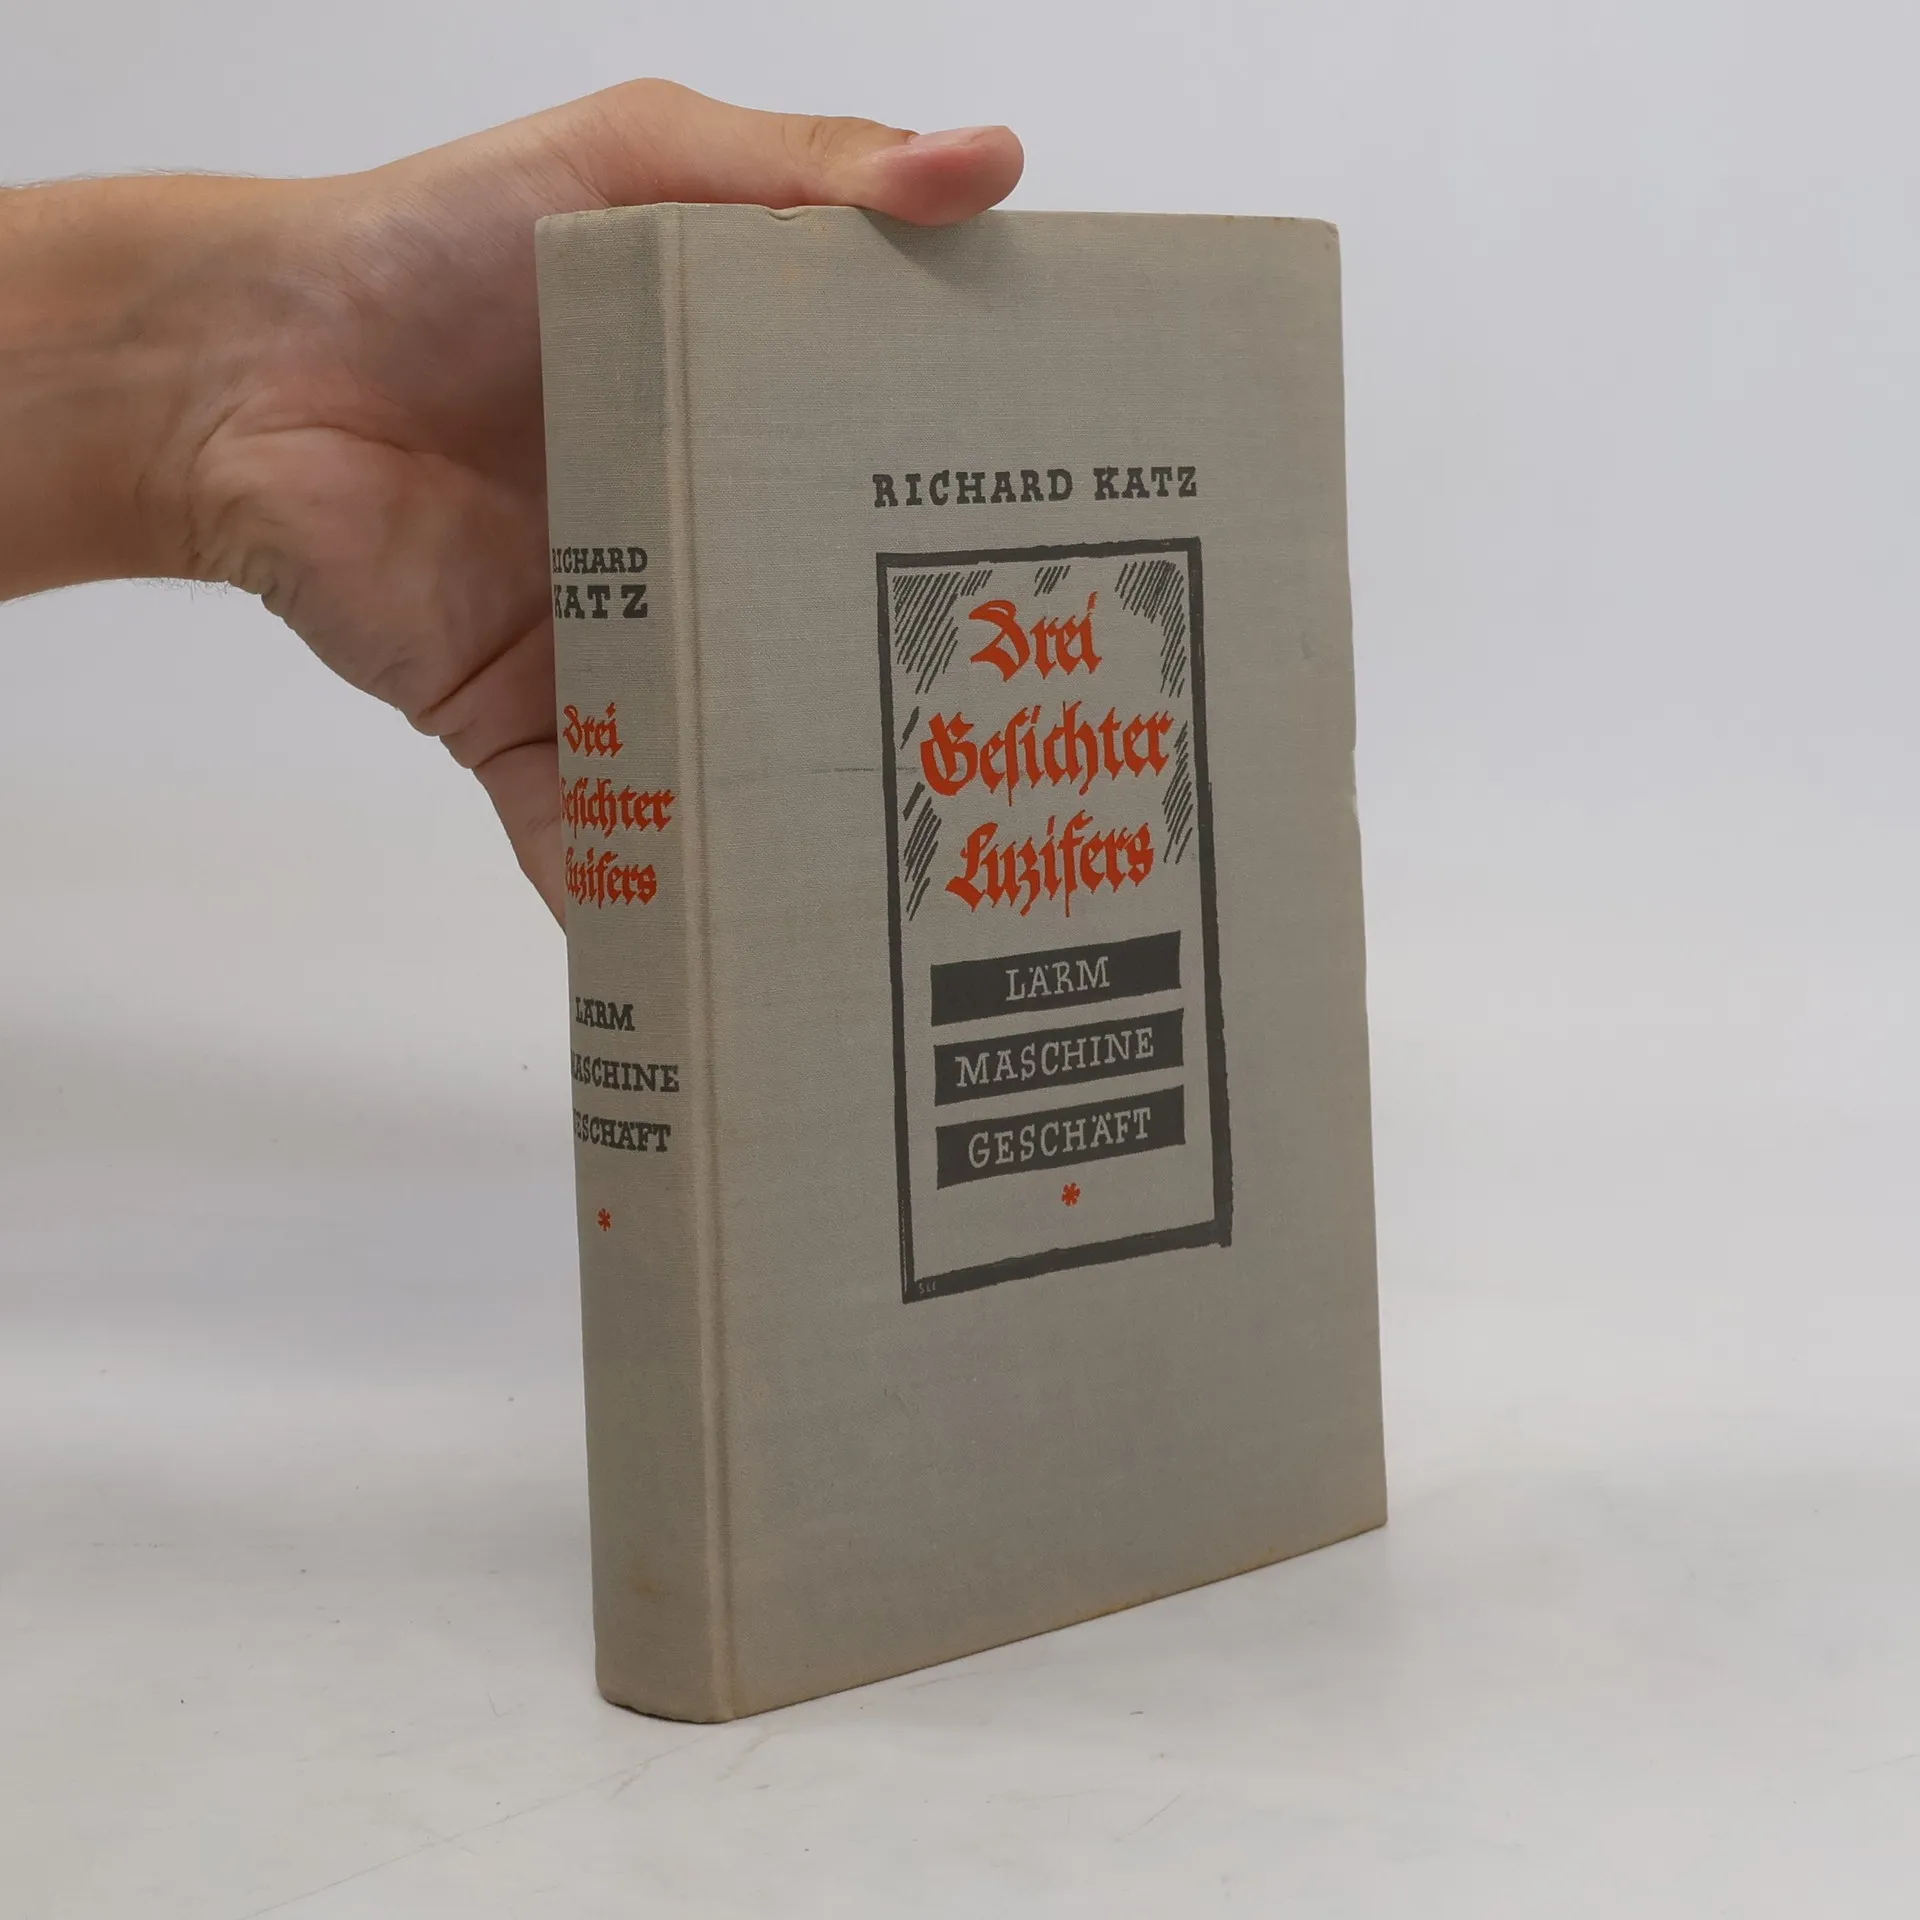 RICHARD
KATZ
Drei
Gesichter
Luzifers
LÄRM
MASCHINE
GESCHÄFT
*
RICHARD KATZ
Drei
Gesichter
Luzifers
LÄRM
MASCHINE
GESCHÄFT
*